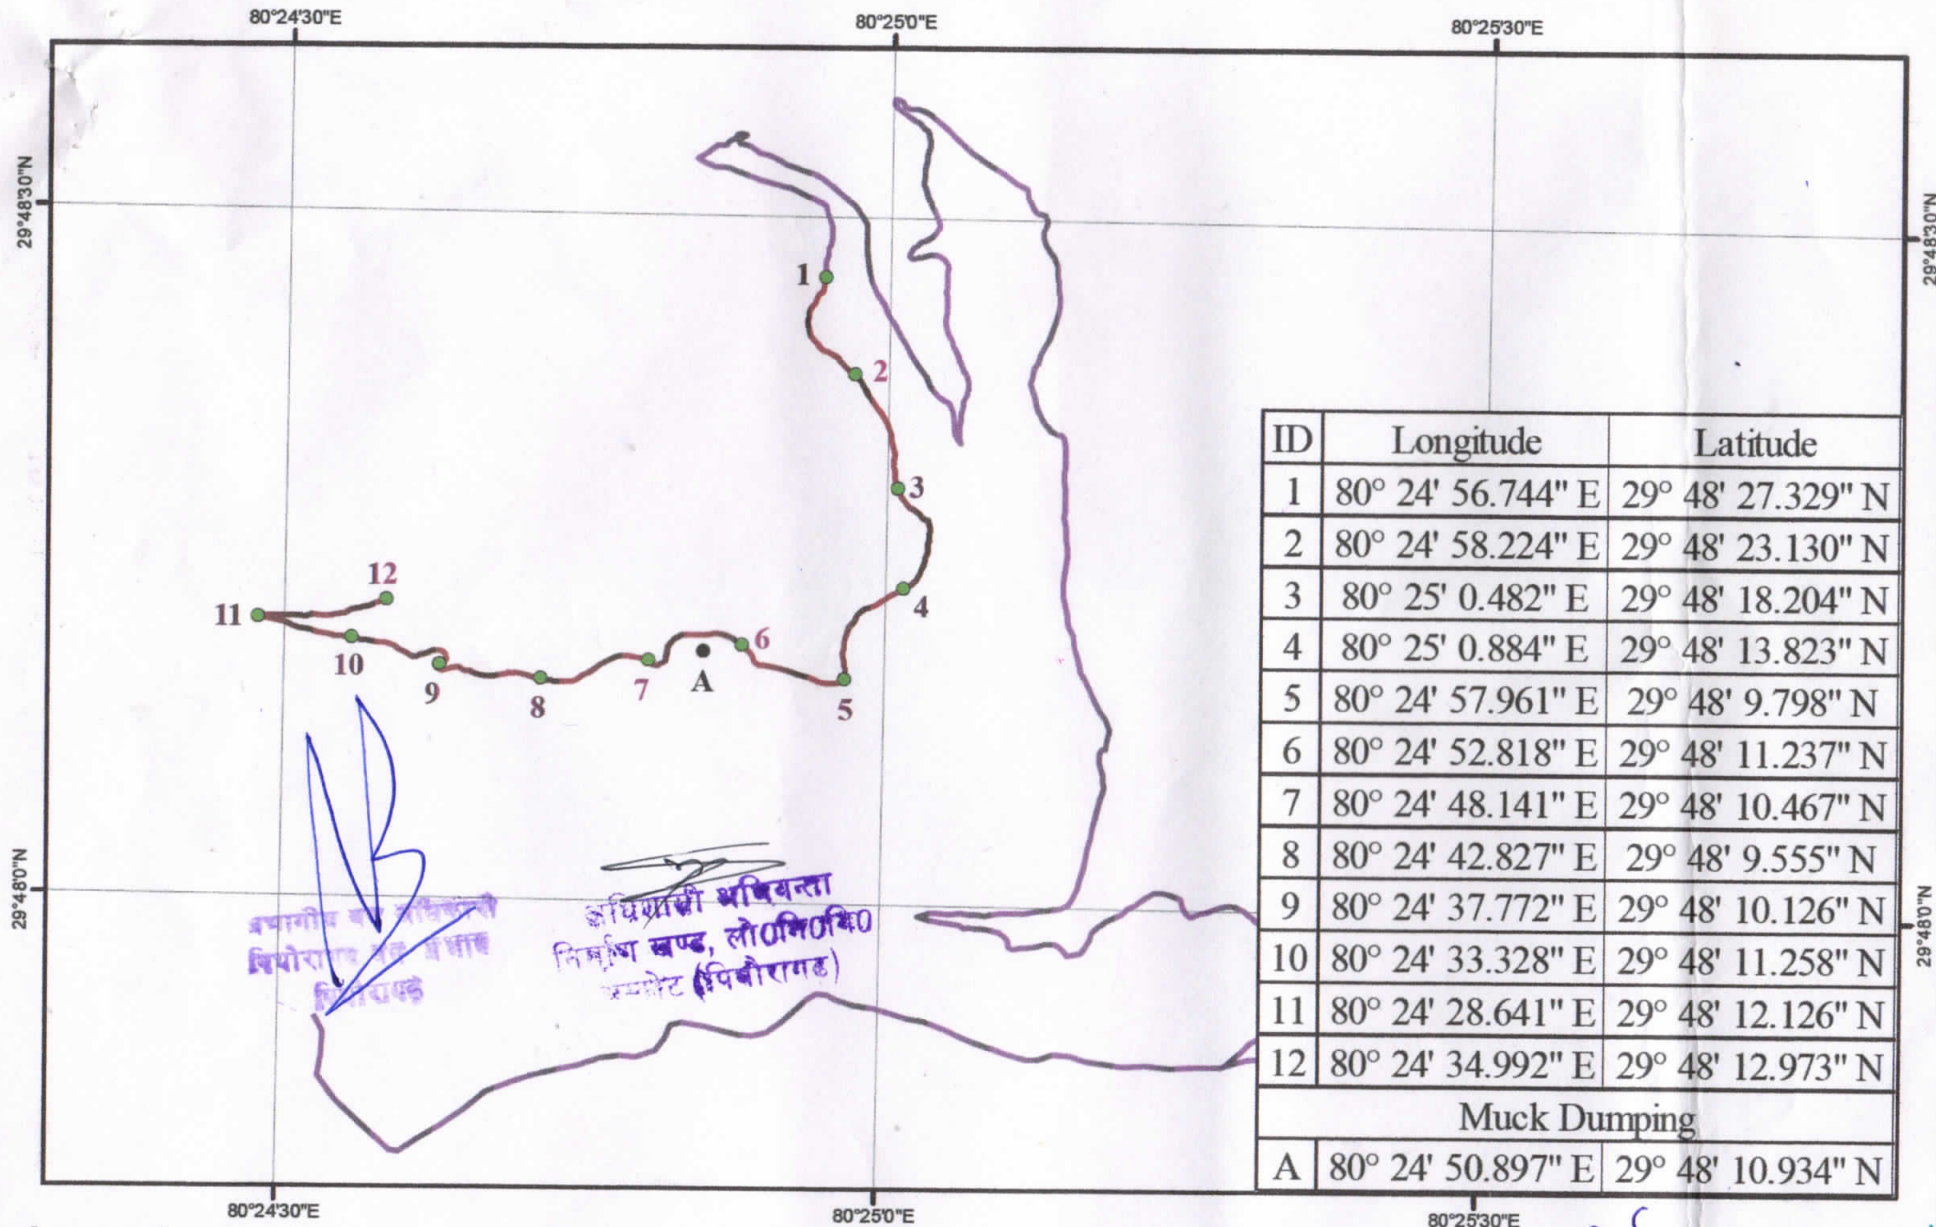 80°24'30"E
80°25'0"E
80°25'30"E
29°48'30"N
29°48'30"N
1
2
3
4
5
6
7
8
9
10
11
12
A
ID Longitude Latitude
1 80° 24' 56.744" E 29° 48' 27.329" N
2 80° 24' 58.224" E 29° 48' 23.130" N
3 80° 25' 0.482" E 29° 48' 18.204" N
4 80° 25' 0.884" E 29° 48' 13.823" N
5 80° 24' 57.961" E 29° 48' 9.798" N
6 80° 24' 52.818" E 29° 48' 11.237" N
7 80° 24' 48.141" E 29° 48' 10.467" N
8 80° 24' 42.827" E 29° 48' 9.555" N
9 80° 24' 37.772" E 29° 48' 10.126" N
10 80° 24' 33.328" E 29° 48' 11.258" N
11 80° 24' 28.641" E 29° 48' 12.126" N
12 80° 24' 34.992" E 29° 48' 12.973" N
Muck Dumping
A 80° 24' 50.897" E 29° 48' 10.934" N
29°48'0"N
29°48'0"N
अधिशासी अभियन्ता
निर्माण खण्ड, लो0नि0वि0
(पिथौरागढ)
80°24'30"E
80°25'0"E
80°25'30"E